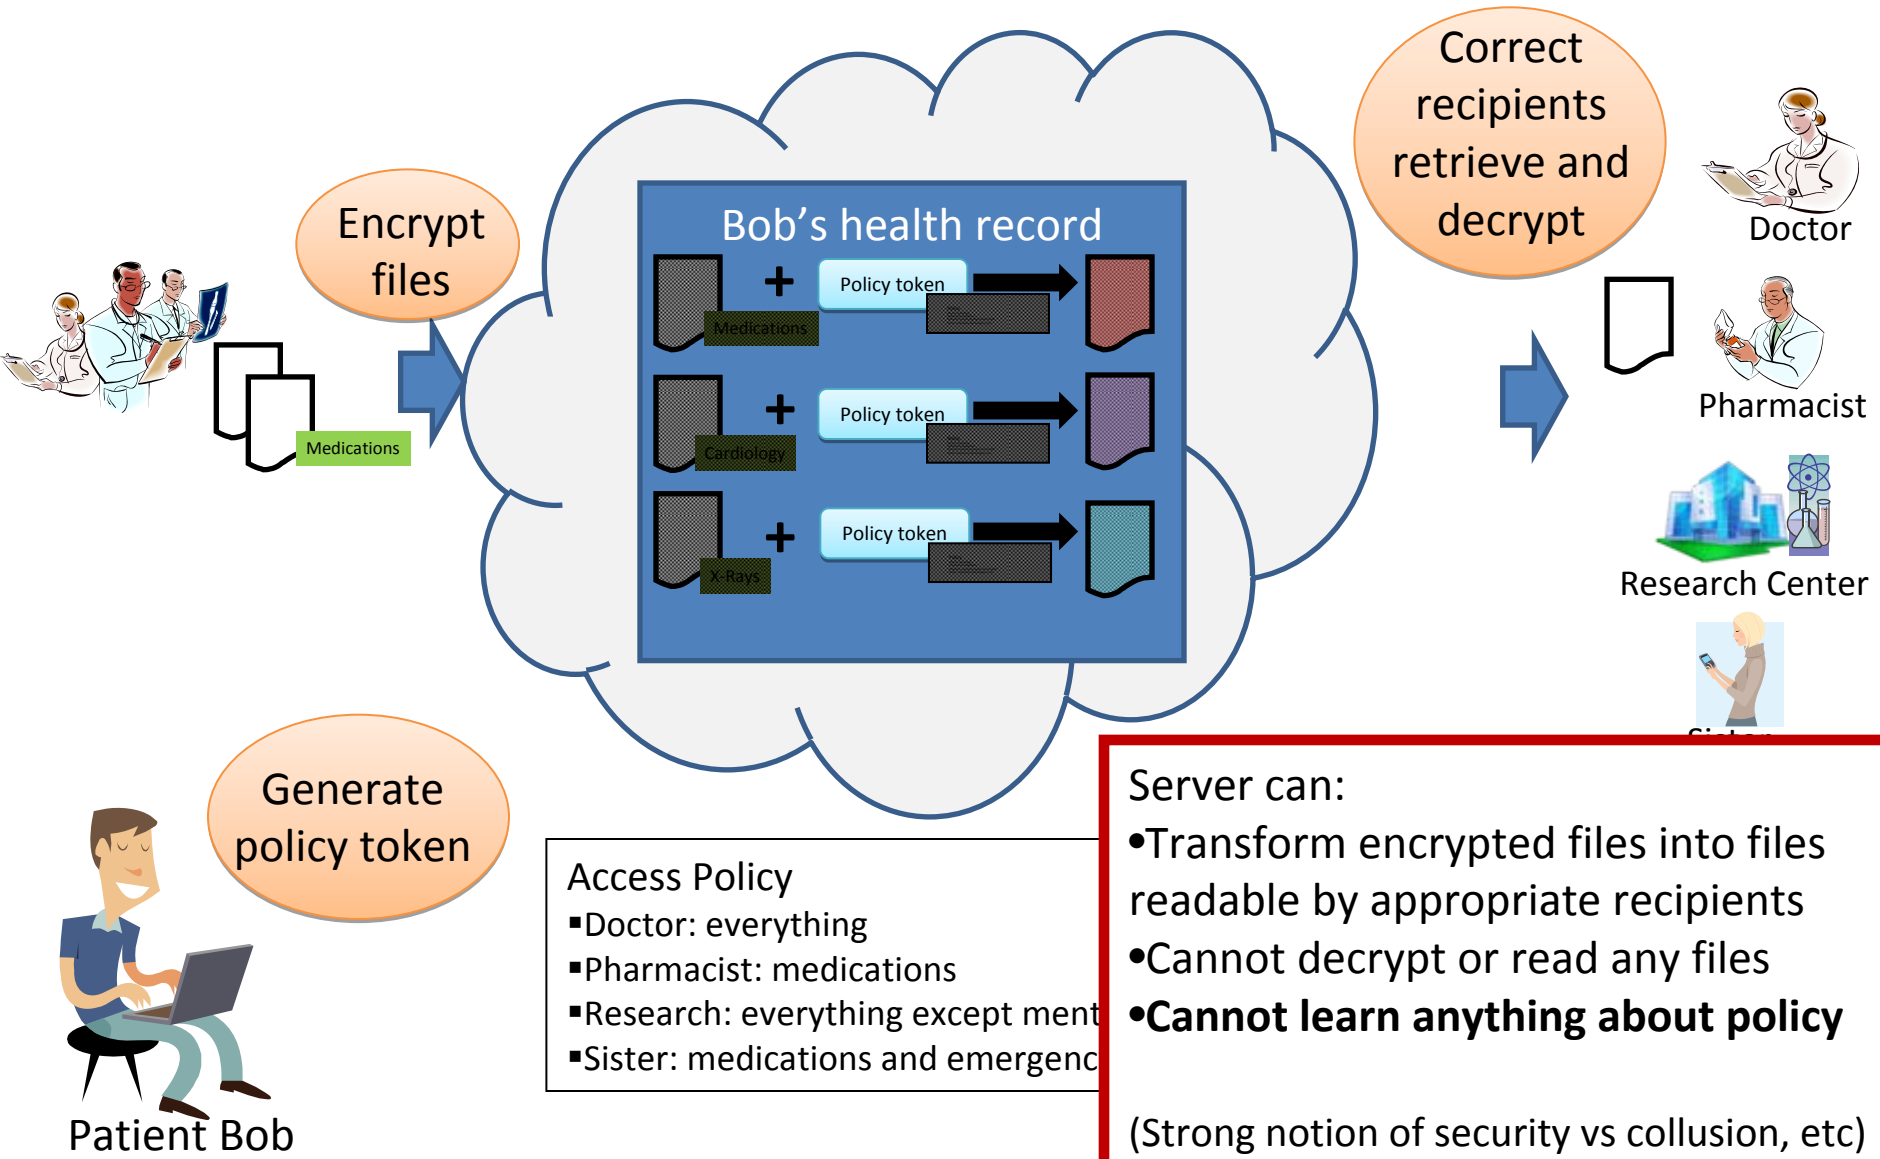 Correct
recipients
retrieve and
decrypt
Encrypt
files
Bob’s health record
Policy token
Medications
Policy token
Cardiology
Policy token
X-Rays
Medications
Doctor
Pharmacist
Research Center
Sister
Generate
policy token
Patient Bob
Access Policy
▪Doctor: everything
▪Pharmacist: medications
▪Research: everything except ment
▪Sister: medications and emergenc
Server can:
•Transform encrypted files into files
readable by appropriate recipients
•Cannot decrypt or read any files
•Cannot learn anything about policy
(Strong notion of security vs collusion, etc)